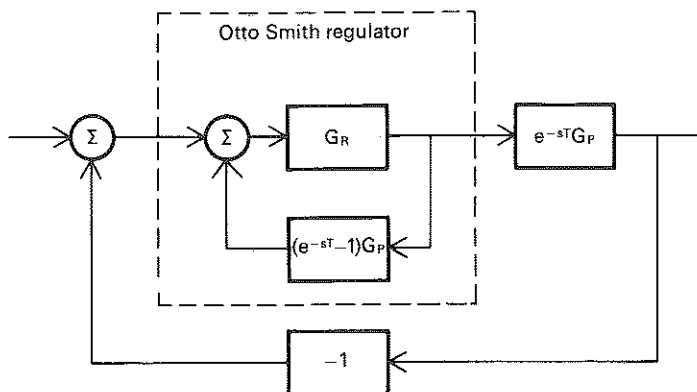 Otto Smith regulator
Σ
Σ
G_R
e^{-sT}G_P
(e^{-sT}-1)G_P
-1